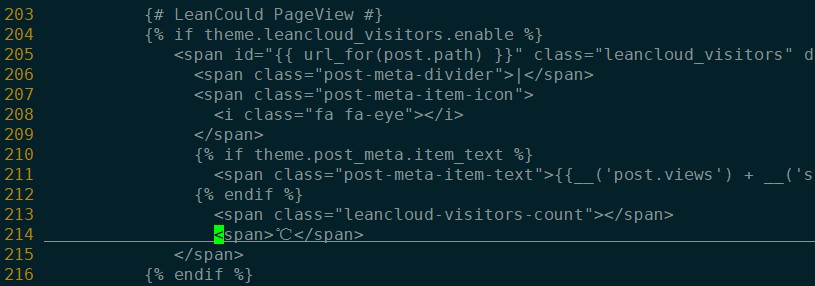 203 {# LeanCould PageView #}
204 {% if theme.leancloud_visitors.enable %}
205 <span id="{{ url_for(post.path) }}" class="leancloud_visitors" d
206 <span class="post-meta-divider">|</span>
207 <span class="post-meta-item-icon">
208 <i class="fa fa-eye"></i>
209 </span>
210 {% if theme.post_meta.item_text %}
211 <span class="post-meta-item-text">{{__('post.views') + __('s
212 {% endif %}
213 <span class="leancloud-visitors-count"></span>
214 <span>℃</span>
215 </span>
216 {% endif %}